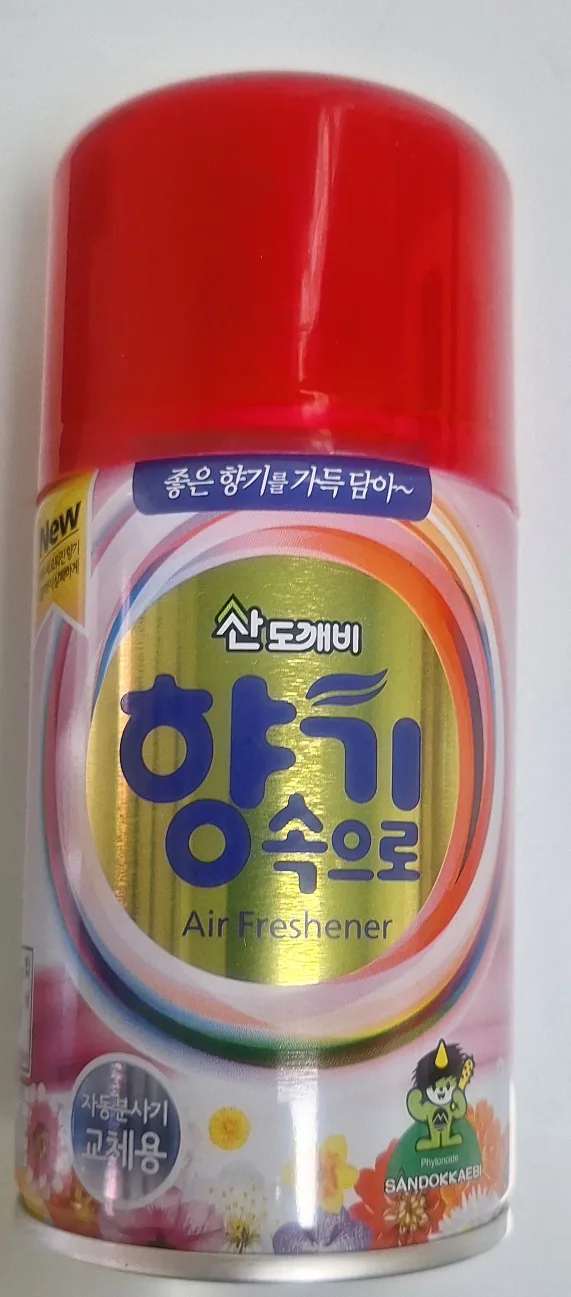 좋은 향기를 가득 담아~
New
산도깨비
향기
속으로
Air Freshener
자동분사기
교체용
Phytoncide
SANDOKKAEBI